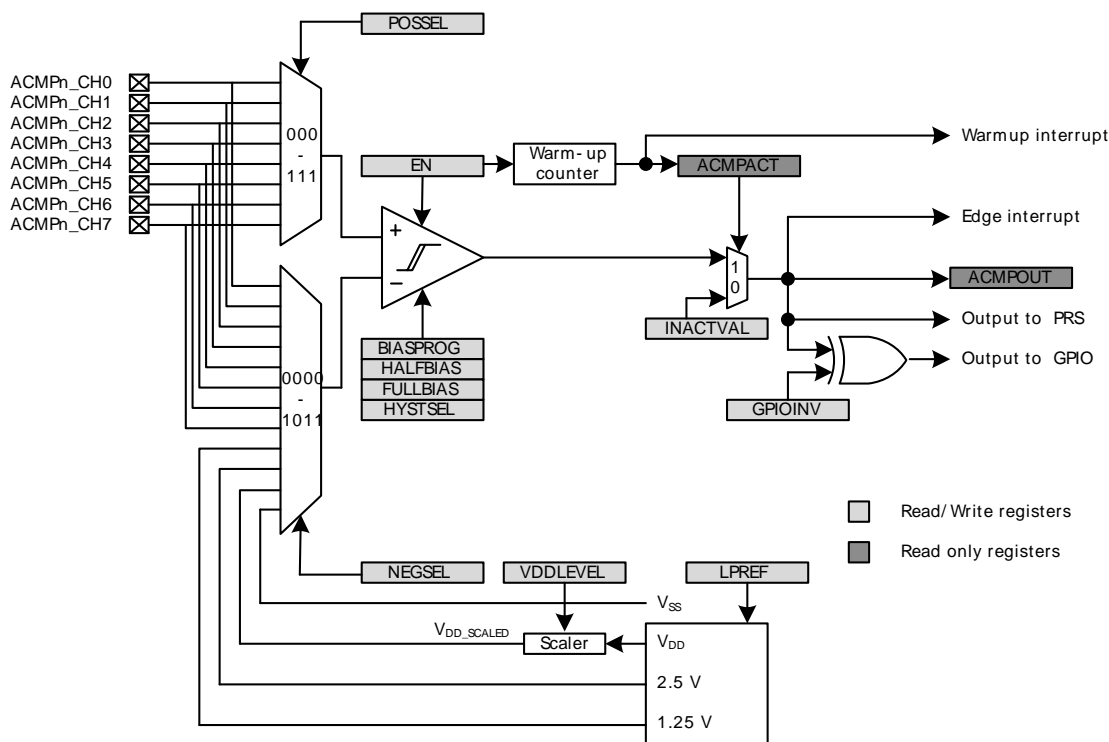 POSSEL
ACMPn_CH0
ACMPn_CH1
ACMPn_CH2
ACMPn_CH3
ACMPn_CH4
ACMPn_CH5
ACMPn_CH6
ACMPn_CH7
000
-
111
EN
Warm-up
counter
ACMPACT
Warmup interrupt
Edge interrupt
+
−
1
0
ACMPOUT
INACTVAL
Output to PRS
Output to GPIO
GPIOINV
BIASPROG
HALFBIAS
FULLBIAS
HYSTSEL
0000
-
1011
Read/Write registers
Read only registers
NEGSEL
VDDLEVEL
LPREF
VSS
VDD_SCALED
Scaler
VDD
2.5 V
1.25 V